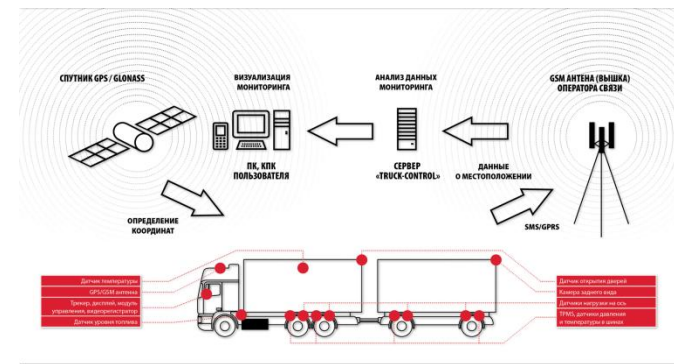 СПУТНИК GPS / GLONASS
ВИЗУАЛИЗАЦИЯ
МОНИТОРИНГА
АНАЛИЗ ДАННЫХ
МОНИТОРИНГА
GSM АНТЕНА (ВЫШКА)
ОПЕРАТОРА СВЯЗИ
ПК, КПК
ПОЛЬЗОВАТЕЛЯ
СЕРВЕР
«TRUCK-CONTROL»
ДАННЫЕ
О МЕСТОПОЛОЖЕНИИ
ОПРЕДЕЛЕНИЕ
КООРДИНАТ
SMS/GPRS
Датчик температуры
GPS/GSM антенна
Трекер, дисплей, модуль
управления, видеорегистратор
Датчик уровня топлива
Датчик открытия дверей
Камера заднего вида
Датчики нагрузки на ось
TPMS, датчики давления
и температуры в шинах